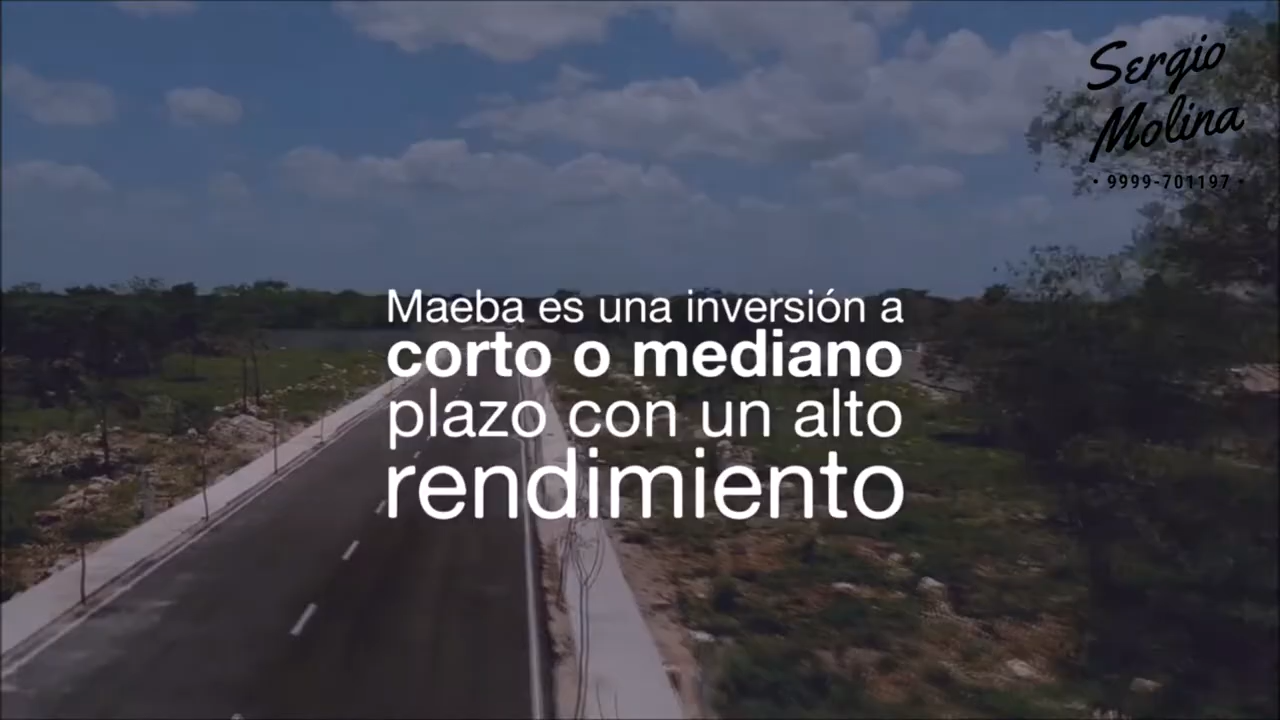 Sergio
Molina
• 9999-701197 •
Maeba es una inversión a
corto o mediano
plazo con un alto
rendimiento